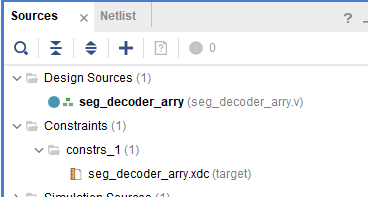 Sources Netlist ?
0
Design Sources (1)
seg_decoder_arry (seg_decoder_arry.v)
Constraints (1)
constrs_1 (1)
seg_decoder_arry.xdc (target)
Simulation Sources (1)